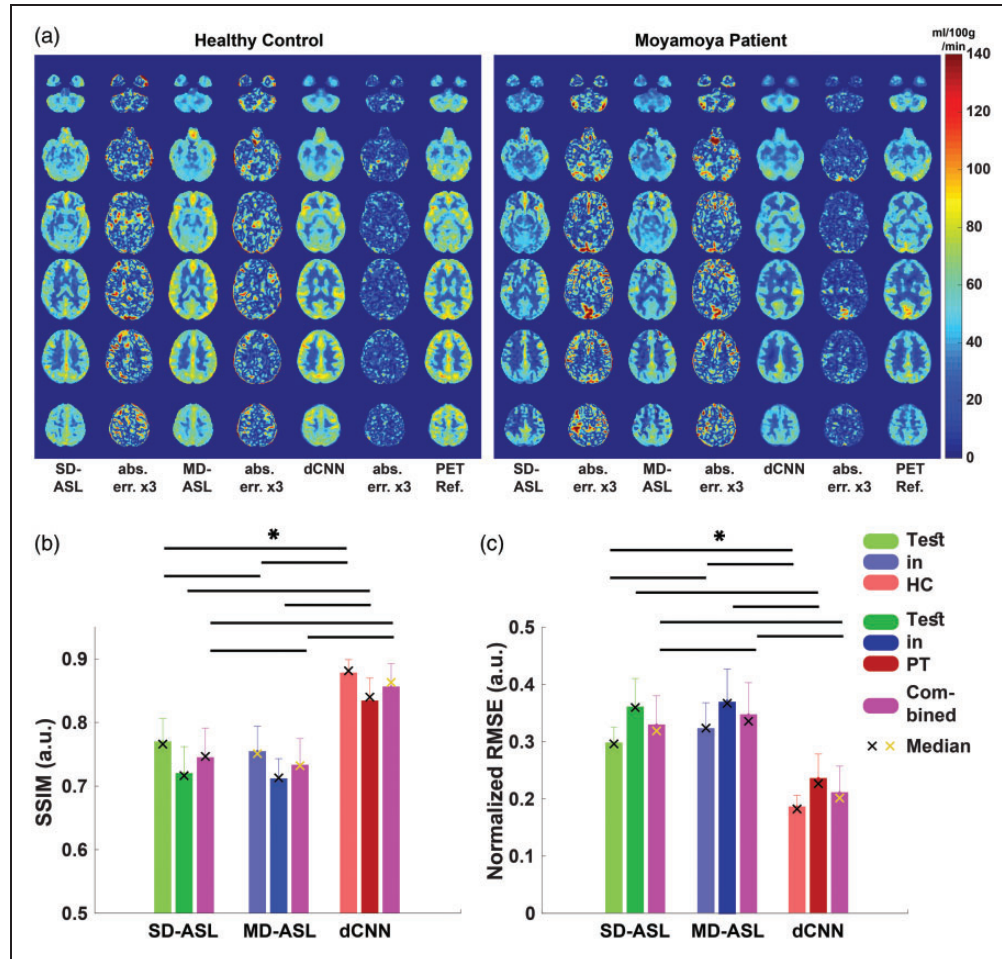 (a)
Healthy Control
Moyamoya Patient
ml/100g
/min
140
120
100
80
60
40
20
0
SD-
ASL
abs.
err. x3
MD-
ASL
abs.
err. x3
dCNN
abs.
err. x3
PET
Ref.
SD-
ASL
abs.
err. x3
MD-
ASL
abs.
err. x3
dCNN
abs.
err. x3
PET
Ref.
(b)
*
SSIM (a.u.)
0.9
0.8
0.7
0.6
0.5
SD-ASL
MD-ASL
dCNN
(c)
*
Normalized RMSE (a.u.)
0.5
0.4
0.3
0.2
0.1
0
SD-ASL
MD-ASL
dCNN
Test
in
HC
Test
in
PT
Com-
bined
Median